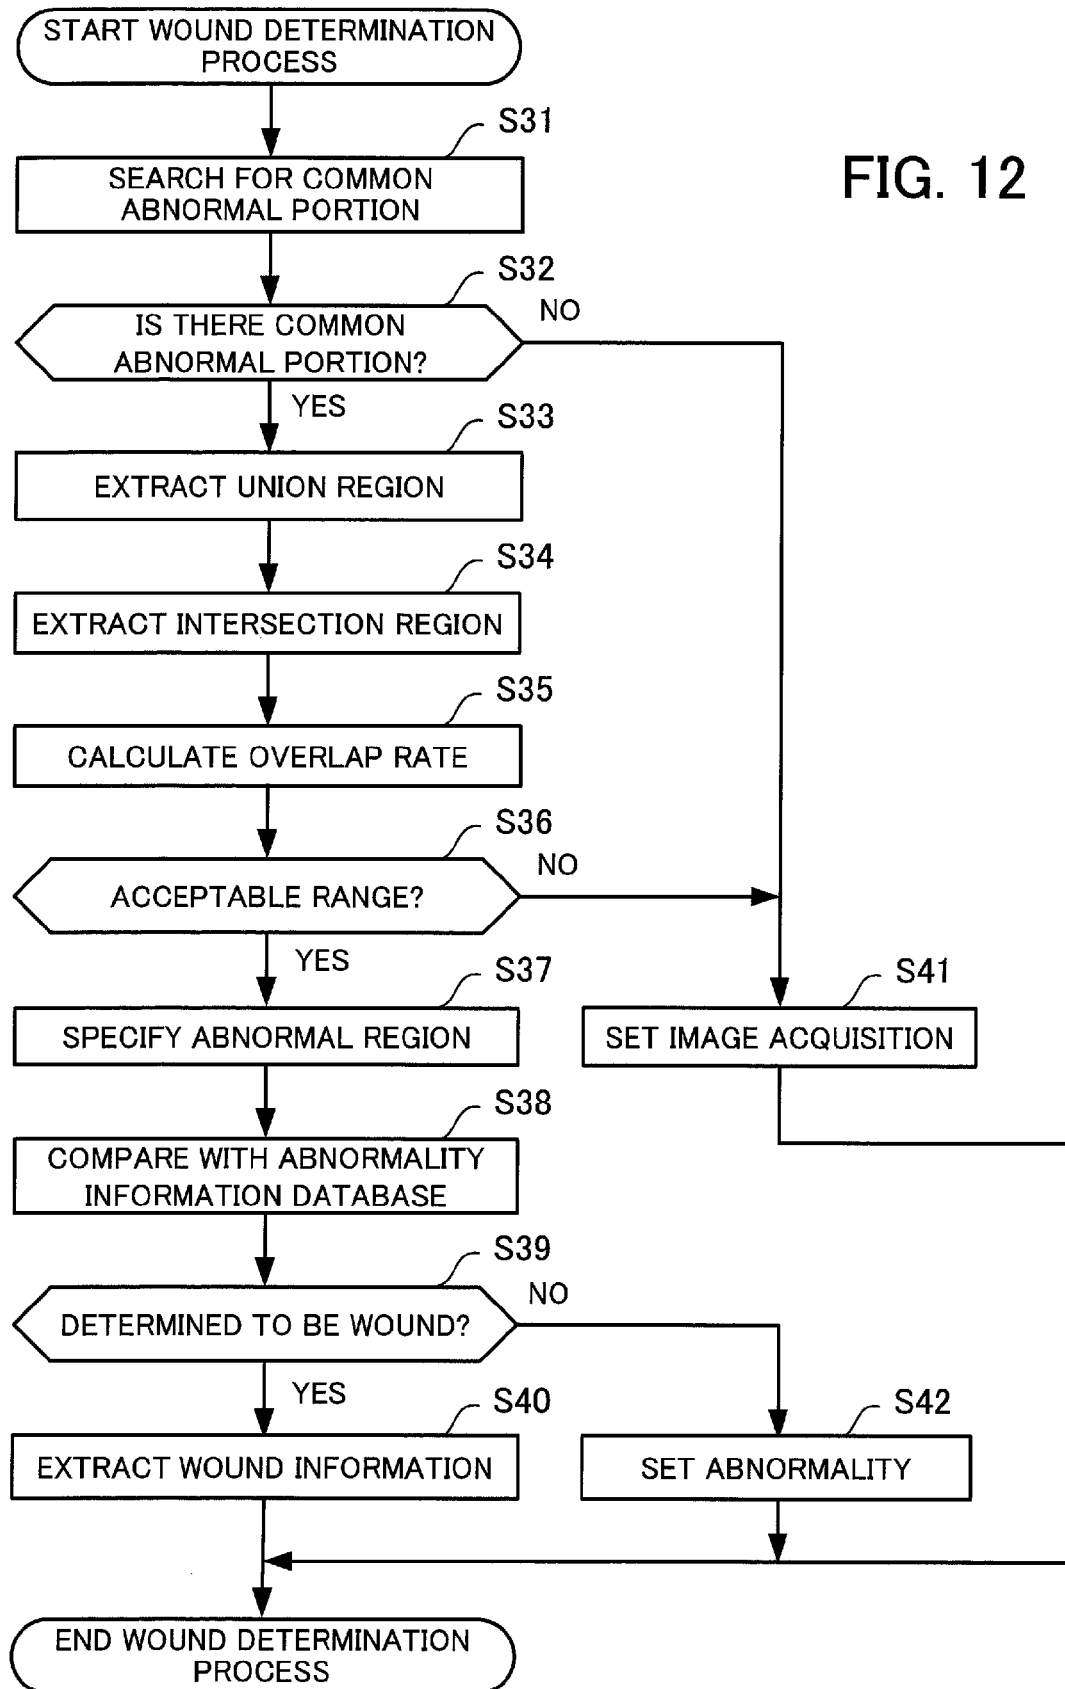 START WOUND DETERMINATION
PROCESS
S31
SEARCH FOR COMMON
ABNORMAL PORTION
FIG. 12
S32
IS THERE COMMON
ABNORMAL PORTION?
NO
YES
S33
EXTRACT UNION REGION
S34
EXTRACT INTERSECTION REGION
S35
CALCULATE OVERLAP RATE
S36
ACCEPTABLE RANGE?
NO
YES
S37
SPECIFY ABNORMAL REGION
S41
SET IMAGE ACQUISITION
S38
COMPARE WITH ABNORMALITY
INFORMATION DATABASE
S39
DETERMINED TO BE WOUND?
NO
YES
S40
EXTRACT WOUND INFORMATION
S42
SET ABNORMALITY
END WOUND DETERMINATION
PROCESS